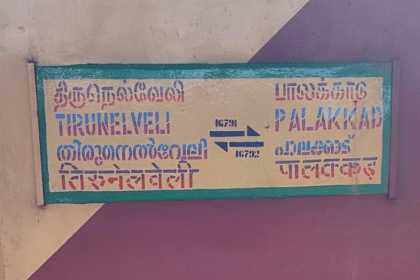 திருநெல்வேலி பாலக்காடு
TIRUNELVELI 16791 PALAKKAD
തിരുനെൽവേലി 16792 പാലക്കാട്
तिरुनेलवेली पालक्कड़